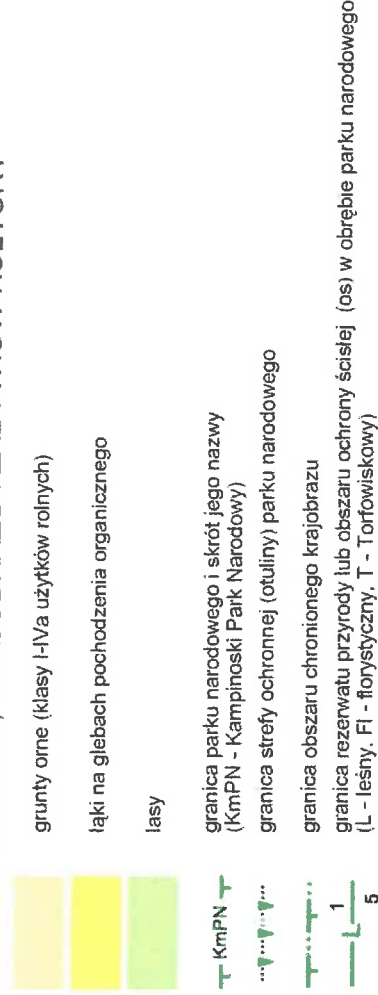 grunty orne (klasy I-IVa użytków rolnych)
łąki na glebach pochodzenia organicznego
lasy
KmPN
granica parku narodowego i skrót jego nazwy
(KmPN - Kampinoski Park Narodowy)
granica strefy ochronnej (otuliny) parku narodowego
granica obszaru chronionego krajobrazu
L 1
5
granica rezerwatu przyrody lub obszaru ochrony ścisłej (os) w obrębie parku narodowego
(L - leśny. Fl - florystyczny, T - Torfowiskowy)